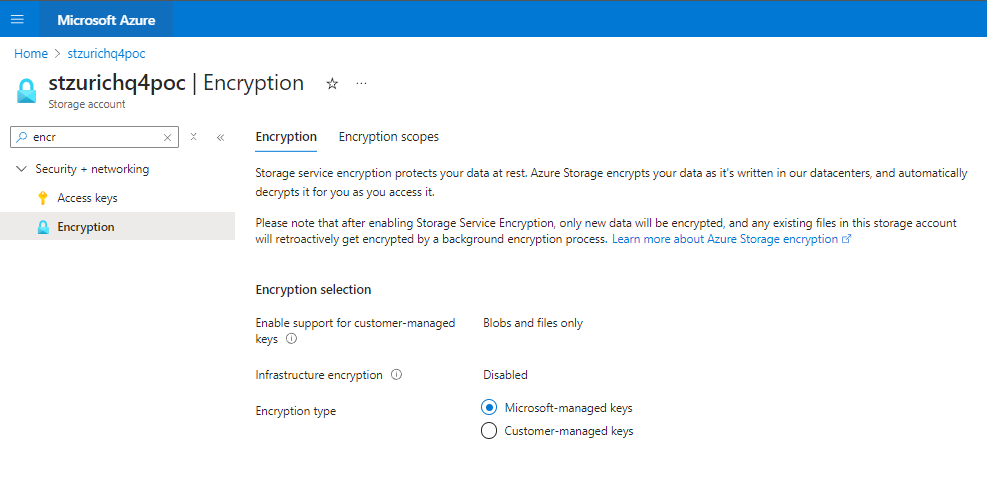 Microsoft Azure
Home > stzurichq4poc
stzurichq4poc | Encryption
Storage account
encr
Security + networking
Access keys
Encryption
Encryption Encryption scopes
Storage service encryption protects your data at rest. Azure Storage encrypts your data as it's written in our datacenters, and automatically
decrypts it for you as you access it.
Please note that after enabling Storage Service Encryption, only new data will be encrypted, and any existing files in this storage account
will retroactively get encrypted by a background encryption process. Learn more about Azure Storage encryption
Encryption selection
Enable support for customer-managed
keys
Blobs and files only
Infrastructure encryption
Disabled
Encryption type
Microsoft-managed keys
Customer-managed keys